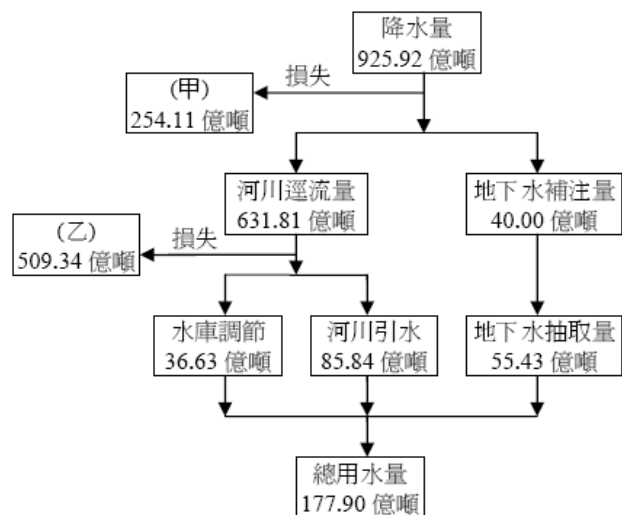 降水量
925.92 億噸
損失
(甲)
254.11 億噸
河川逕流量
631.81 億噸
地下水補注量
40.00 億噸
損失
(乙)
509.34 億噸
水庫調節
36.63 億噸
河川引水
85.84 億噸
地下水抽取量
55.43 億噸
總用水量
177.90 億噸